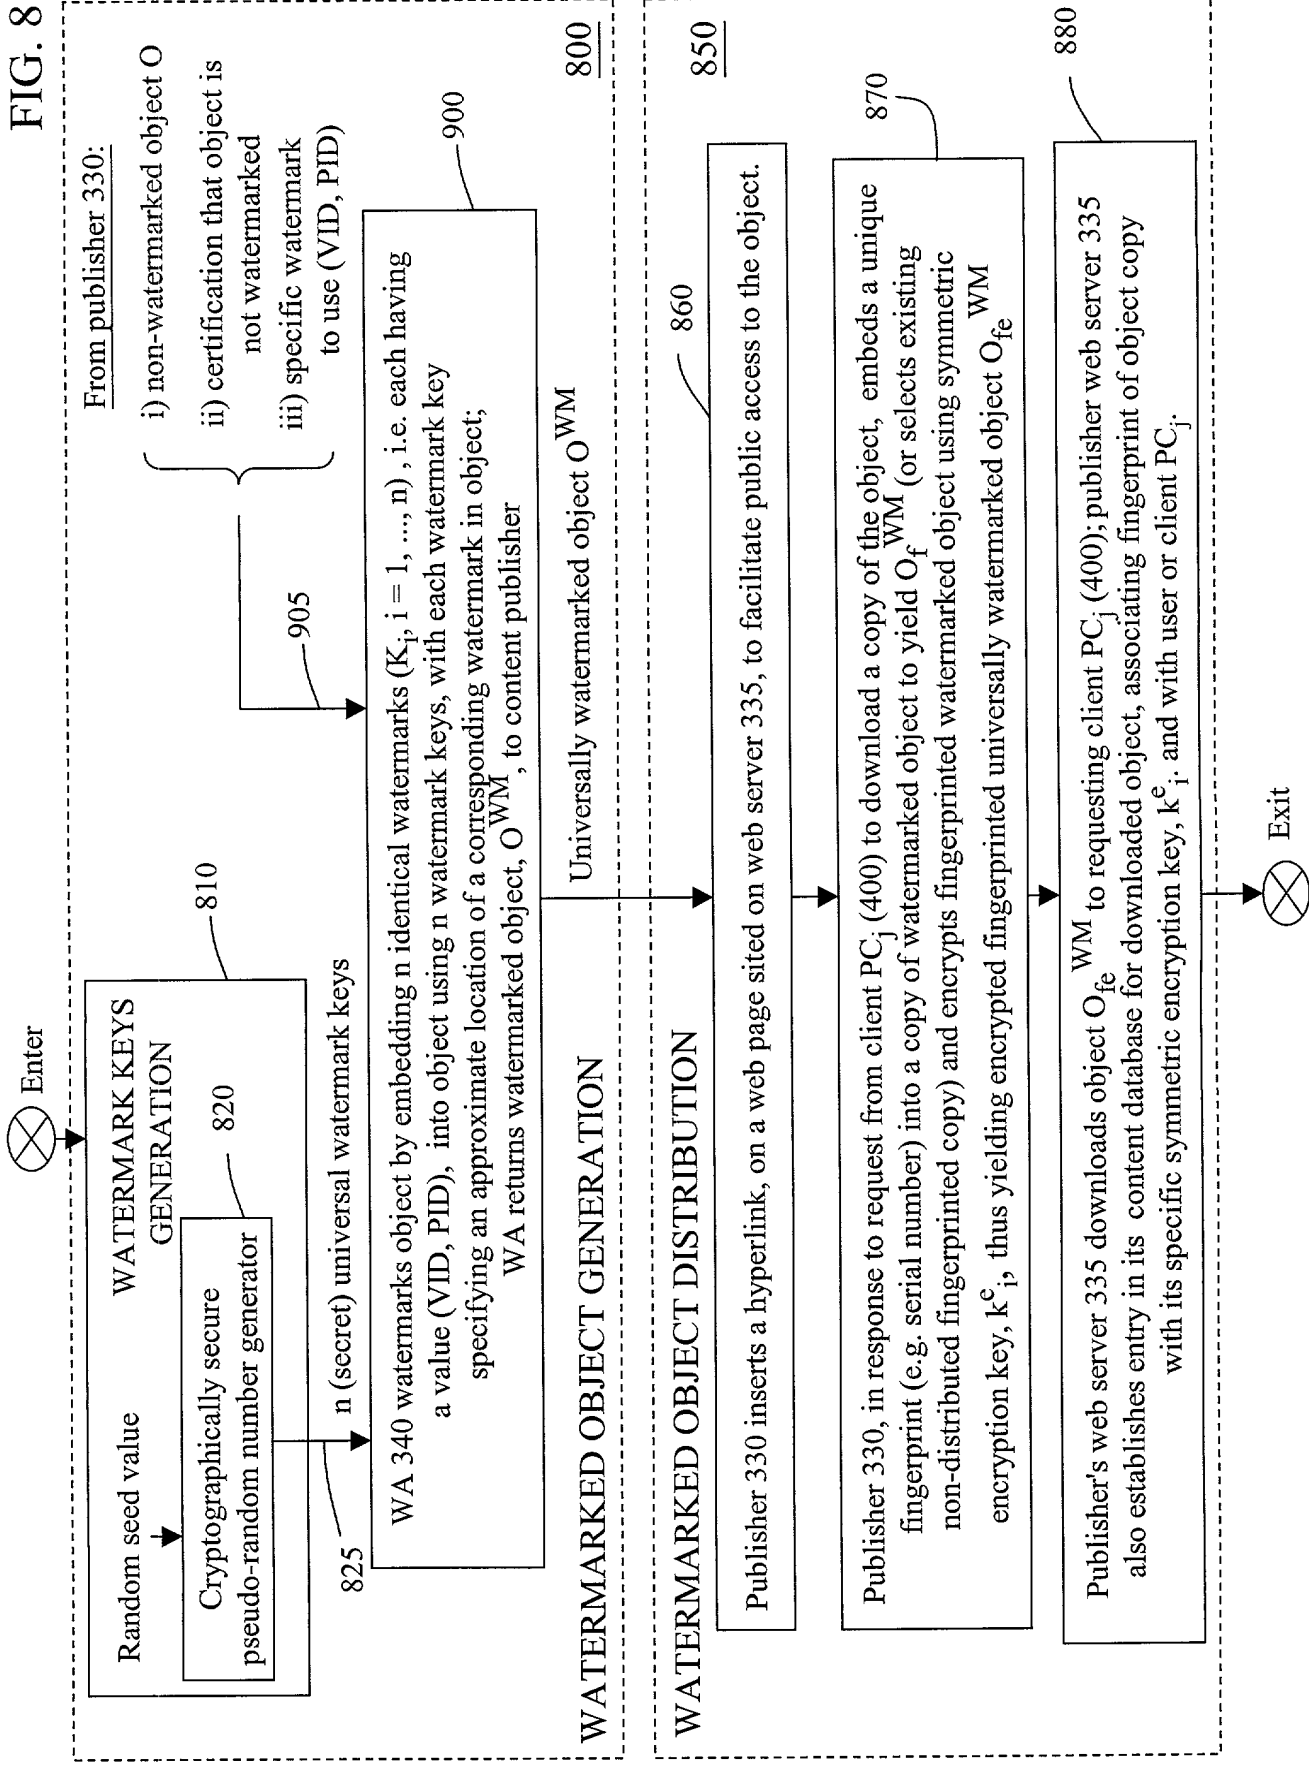 FIG. 8
Enter
WATERMARK KEYS
GENERATION
810
Random seed value
820
Cryptographically secure
pseudo-random number generator
825
n (secret) universal watermark keys
From publisher 330:
i) non-watermarked object O
ii) certification that object is
not watermarked
iii) specific watermark
to use (VID, PID)
905
900
WA 340 watermarks object by embedding n identical watermarks (K_i, i = 1, ..., n) , i.e. each having
a value (VID, PID), into object using n watermark keys, with each watermark key
specifying an approximate location of a corresponding watermark in object;
WA returns watermarked object, O^WM, to content publisher
WATERMARKED OBJECT GENERATION
Universally watermarked object O^WM
800
WATERMARKED OBJECT DISTRIBUTION
850
860
Publisher 330 inserts a hyperlink, on a web page sited on web server 335, to facilitate public access to the object.
870
Publisher 330, in response to request from client PC_j (400) to download a copy of the object, embeds a unique
fingerprint (e.g. serial number) into a copy of watermarked object to yield O_f^WM (or selects existing
non-distributed fingerprinted copy) and encrypts fingerprinted watermarked object using symmetric
encryption key, k^e_i, thus yielding encrypted fingerprinted universally watermarked object O_fe^WM
880
Publisher's web server 335 downloads object O_fe^WM to requesting client PC_j (400); publisher web server 335
also establishes entry in its content database for downloaded object, associating fingerprint of object copy
with its specific symmetric encryption key, k^e_i. and with user or client PC_j.
Exit